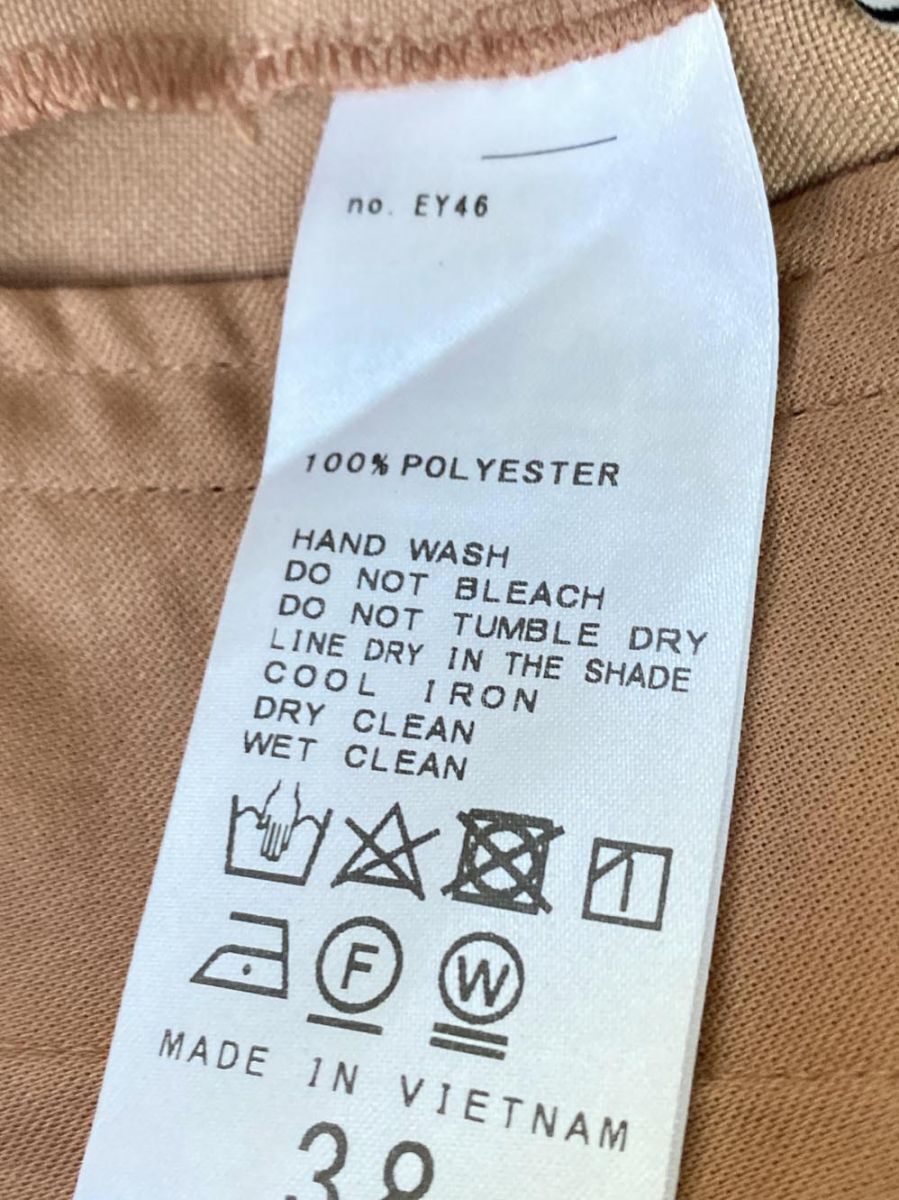 no. EY46
100% POLYESTER
HAND WASH
DO NOT BLEACH
DO NOT TUMBLE DRY
LINE DRY IN THE SHADE
COOL IRON
DRY CLEAN
WET CLEAN
F W
MADE IN VIETNAM
38